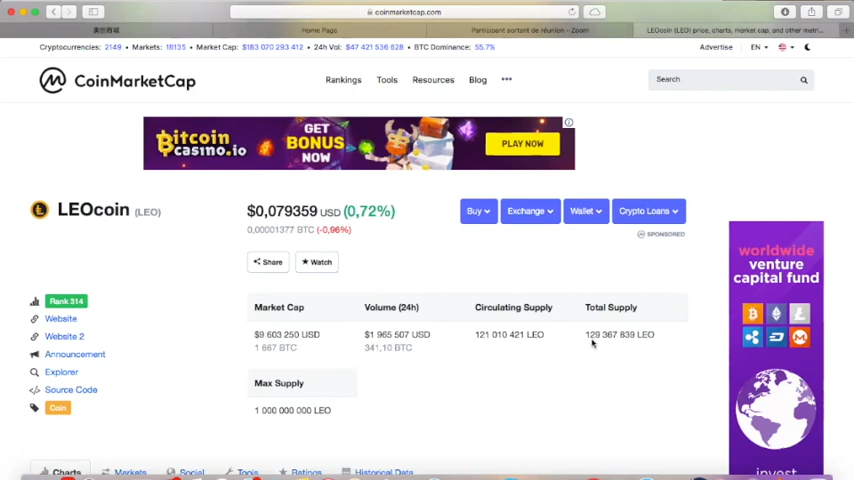 coinmarketcap.com
Home Page
Participant sortant de réunion - Zoom
LEOcoin (LEO) price, charts, market cap, and other metri...
Cryptocurrencies: 2149 • Markets: 18135 • Market Cap: $183 070 293 412 • 24h Vol: $47 421 536 628 • BTC Dominance: 55.7%
Advertise EN
CoinMarketCap
Rankings Tools Resources Blog •••
Search
Bitcoin casino.io
GET BONUS NOW
PLAY NOW
LEOcoin (LEO)
$0,079359 USD (0,72%)
0,00001377 BTC (-0,96%)
Buy Exchange Wallet Crypto Loans
SPONSORED
Share Watch
Rank 314
Website
Website 2
Announcement
Explorer
Source Code
Coin
Market Cap Volume (24h) Circulating Supply Total Supply
$9 603 250 USD $1 965 507 USD 121 010 421 LEO 129 367 839 LEO
1 667 BTC 341,10 BTC
Max Supply
1 000 000 000 LEO
worldwide
venture
capital fund
invest
Charts Markets Social Tools Ratings Historical Data